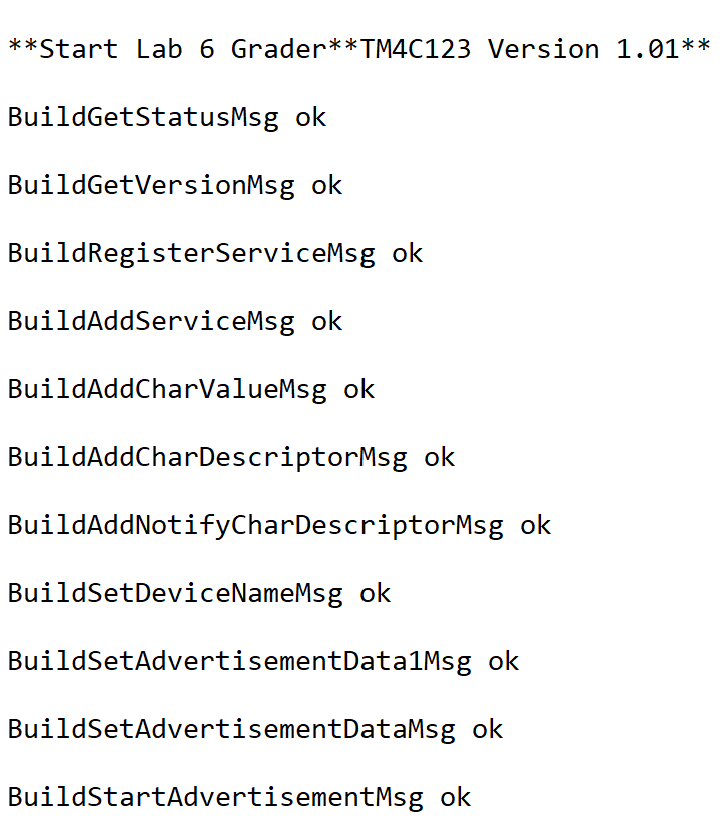 **Start Lab 6 Grader**TM4C123 Version 1.01**
BuildGetStatusMsg ok
BuildGetVersionMsg ok
BuildRegisterServiceMsg ok
BuildAddServiceMsg ok
BuildAddCharValueMsg ok
BuildAddCharDescriptorMsg ok
BuildAddNotifyCharDescriptorMsg ok
BuildSetDeviceNameMsg ok
BuildSetAdvertisementData1Msg ok
BuildSetAdvertisementDataMsg ok
BuildStartAdvertisementMsg ok